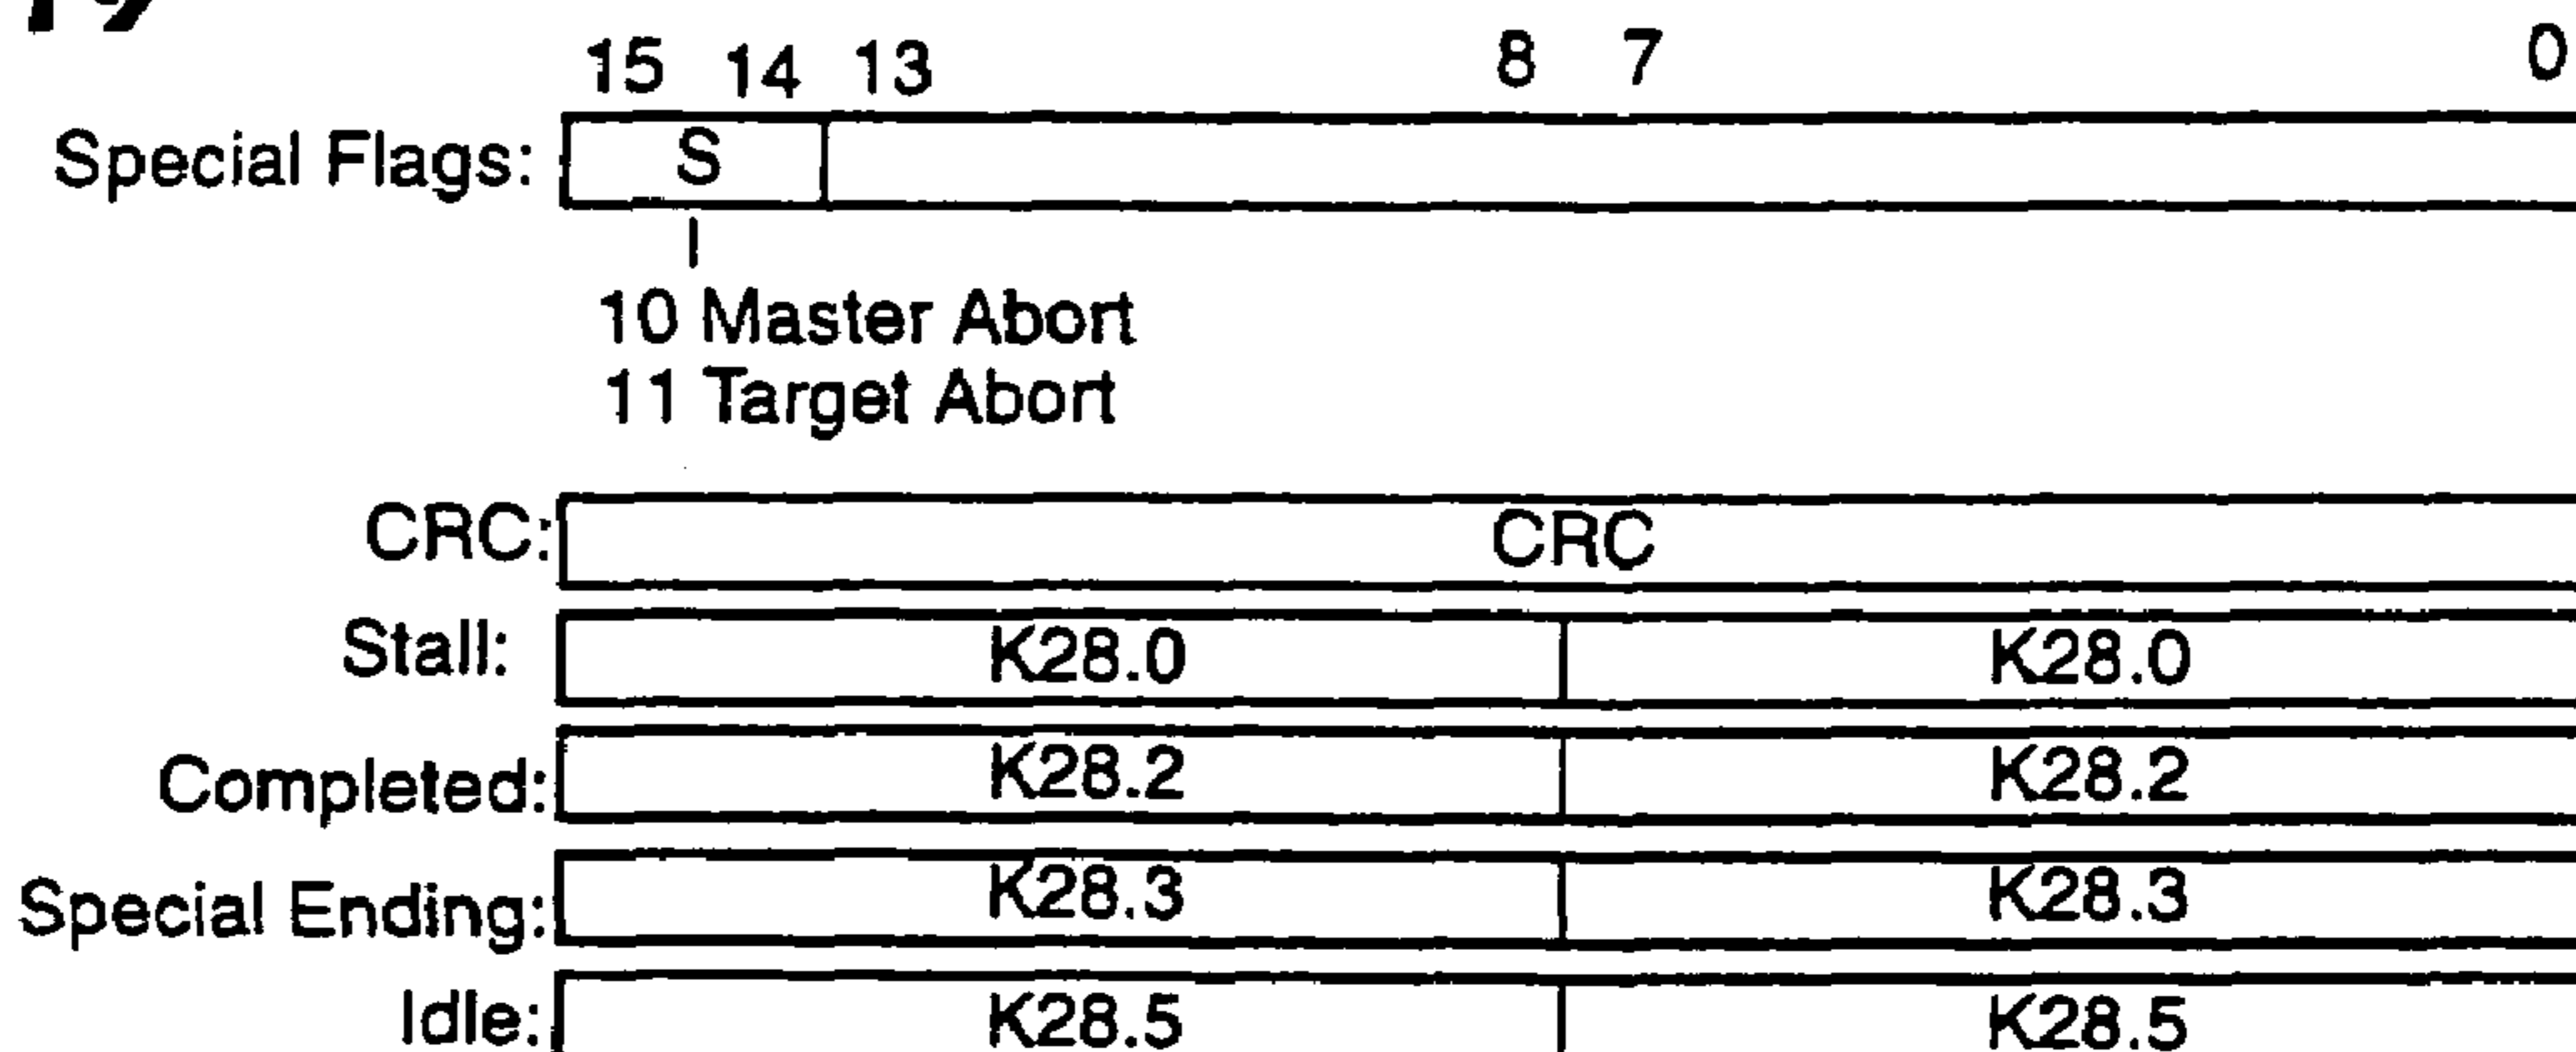 15 14 13 8 7 0
Special Flags: S
10 Master Abort
11 Target Abort
CRC: CRC
Stall: K28.0 K28.0
Completed: K28.2 K28.2
Special Ending: K28.3 K28.3
Idle: K28.5 K28.5